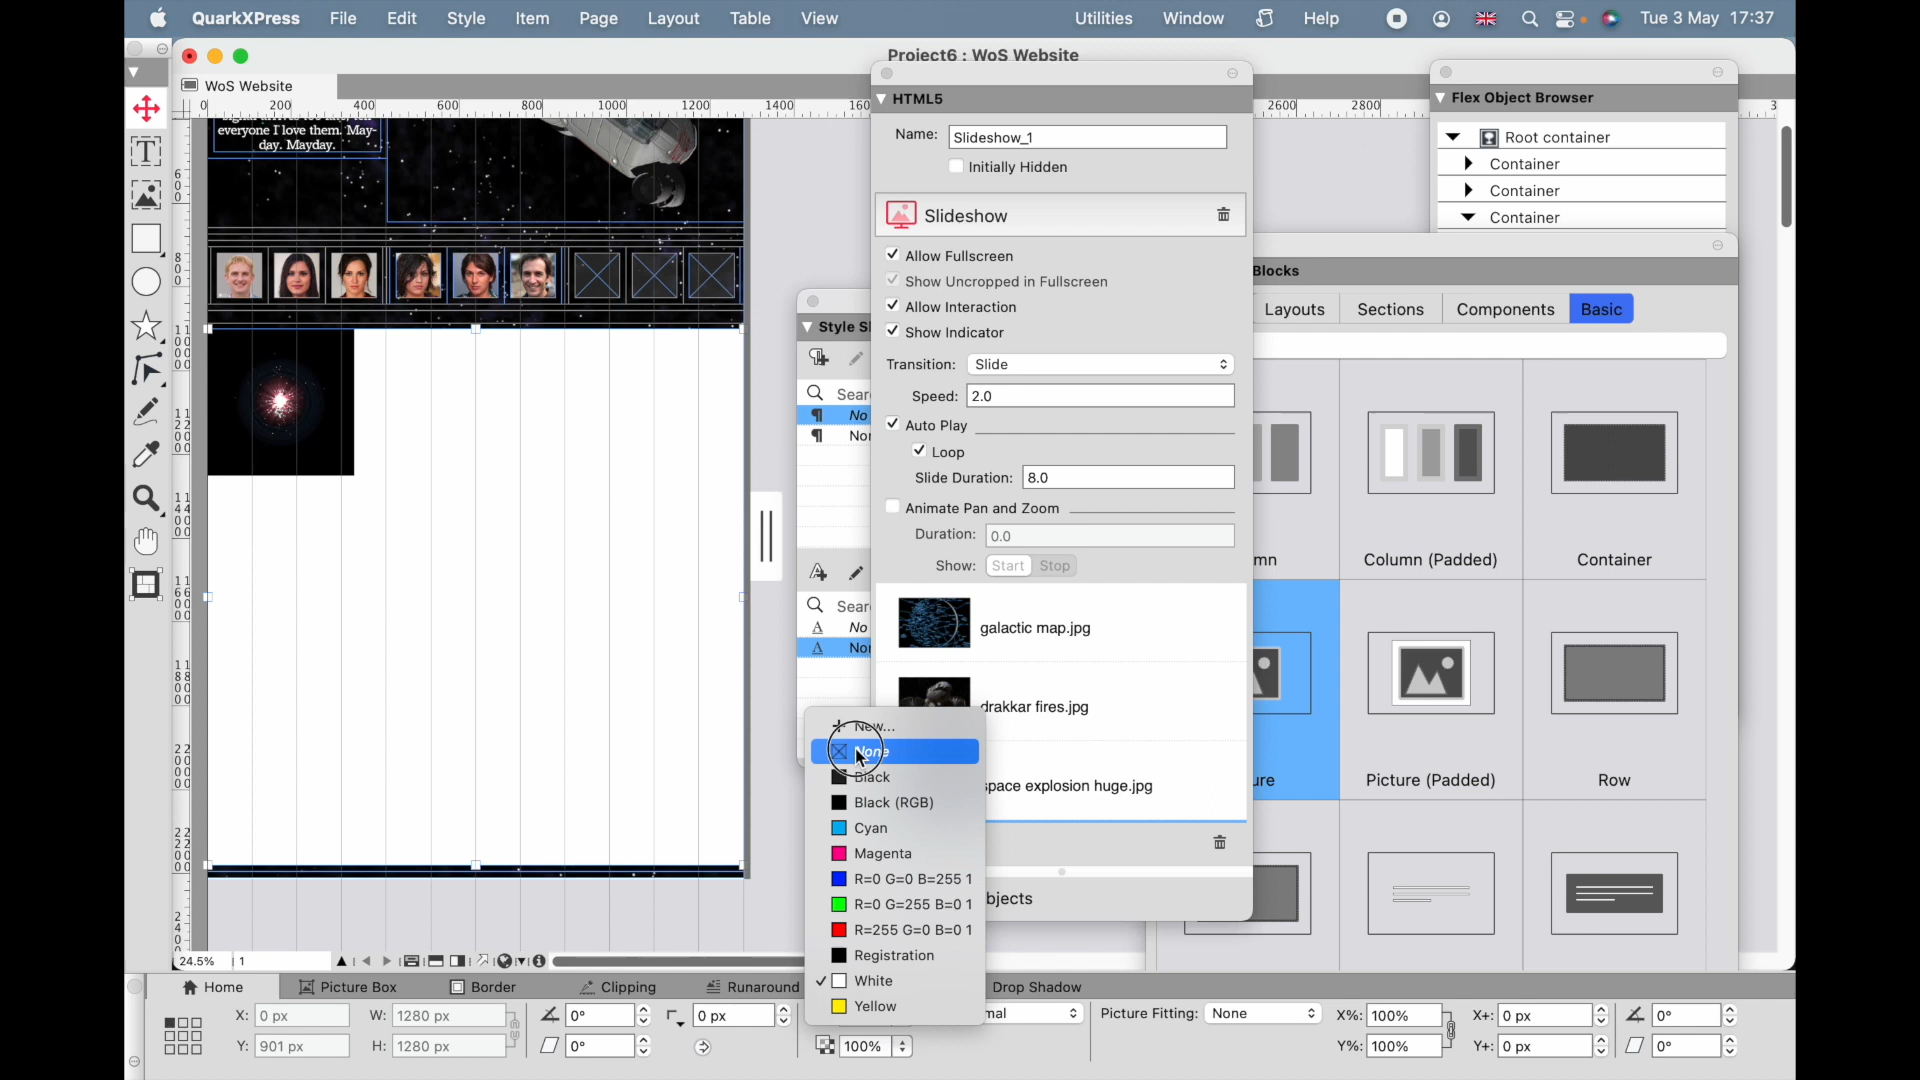 QuarkXPress File Edit Style Item Page Layout Table View Utilities Window Help Tue 3 May 17:37
Project6 : WoS Website
WoS Website
0 200 400 600 800 1000 1200 1400 2600 2800
everyone I love them. May-
day. Mayday.
HTML5
Name: Slideshow_1
Initially Hidden
Slideshow
Allow Fullscreen
Show Uncropped in Fullscreen
Allow Interaction
Show Indicator
Transition: Slide
Speed: 2.0
Auto Play
Loop
Slide Duration: 8.0
Animate Pan and Zoom
Duration: 0.0
Show: Start Stop
galactic map.jpg
drakkar fires.jpg
space explosion huge.jpg
New...
None
Black
Black (RGB)
Cyan
Magenta
R=0 G=0 B=255 1
R=0 G=255 B=0 1
R=255 G=0 B=0 1
Registration
White
Yellow
Flex Object Browser
Root container
Container
Container
Container
Blocks
Layouts Sections Components Basic
Column (Padded) Container
Picture (Padded) Row
24.5% 1
Home Picture Box Border Clipping Runaround Drop Shadow
X: 0 px W: 1280 px 0° 0 px Picture Fitting: None X%: 100% X+: 0 px 0°
Y: 901 px H: 1280 px 0° 100% Y%: 100% Y+: 0 px 0°